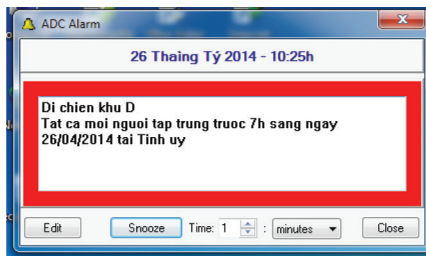 ADC Alarm
26 Thaing Tý 2014 - 10:25h
Di chien khu D
Tat ca moi nguoi tap trung truoc 7h sang ngay
26/04/2014 tai Tinh uy
Edit
Snooze
Time: 1 : minutes
Close